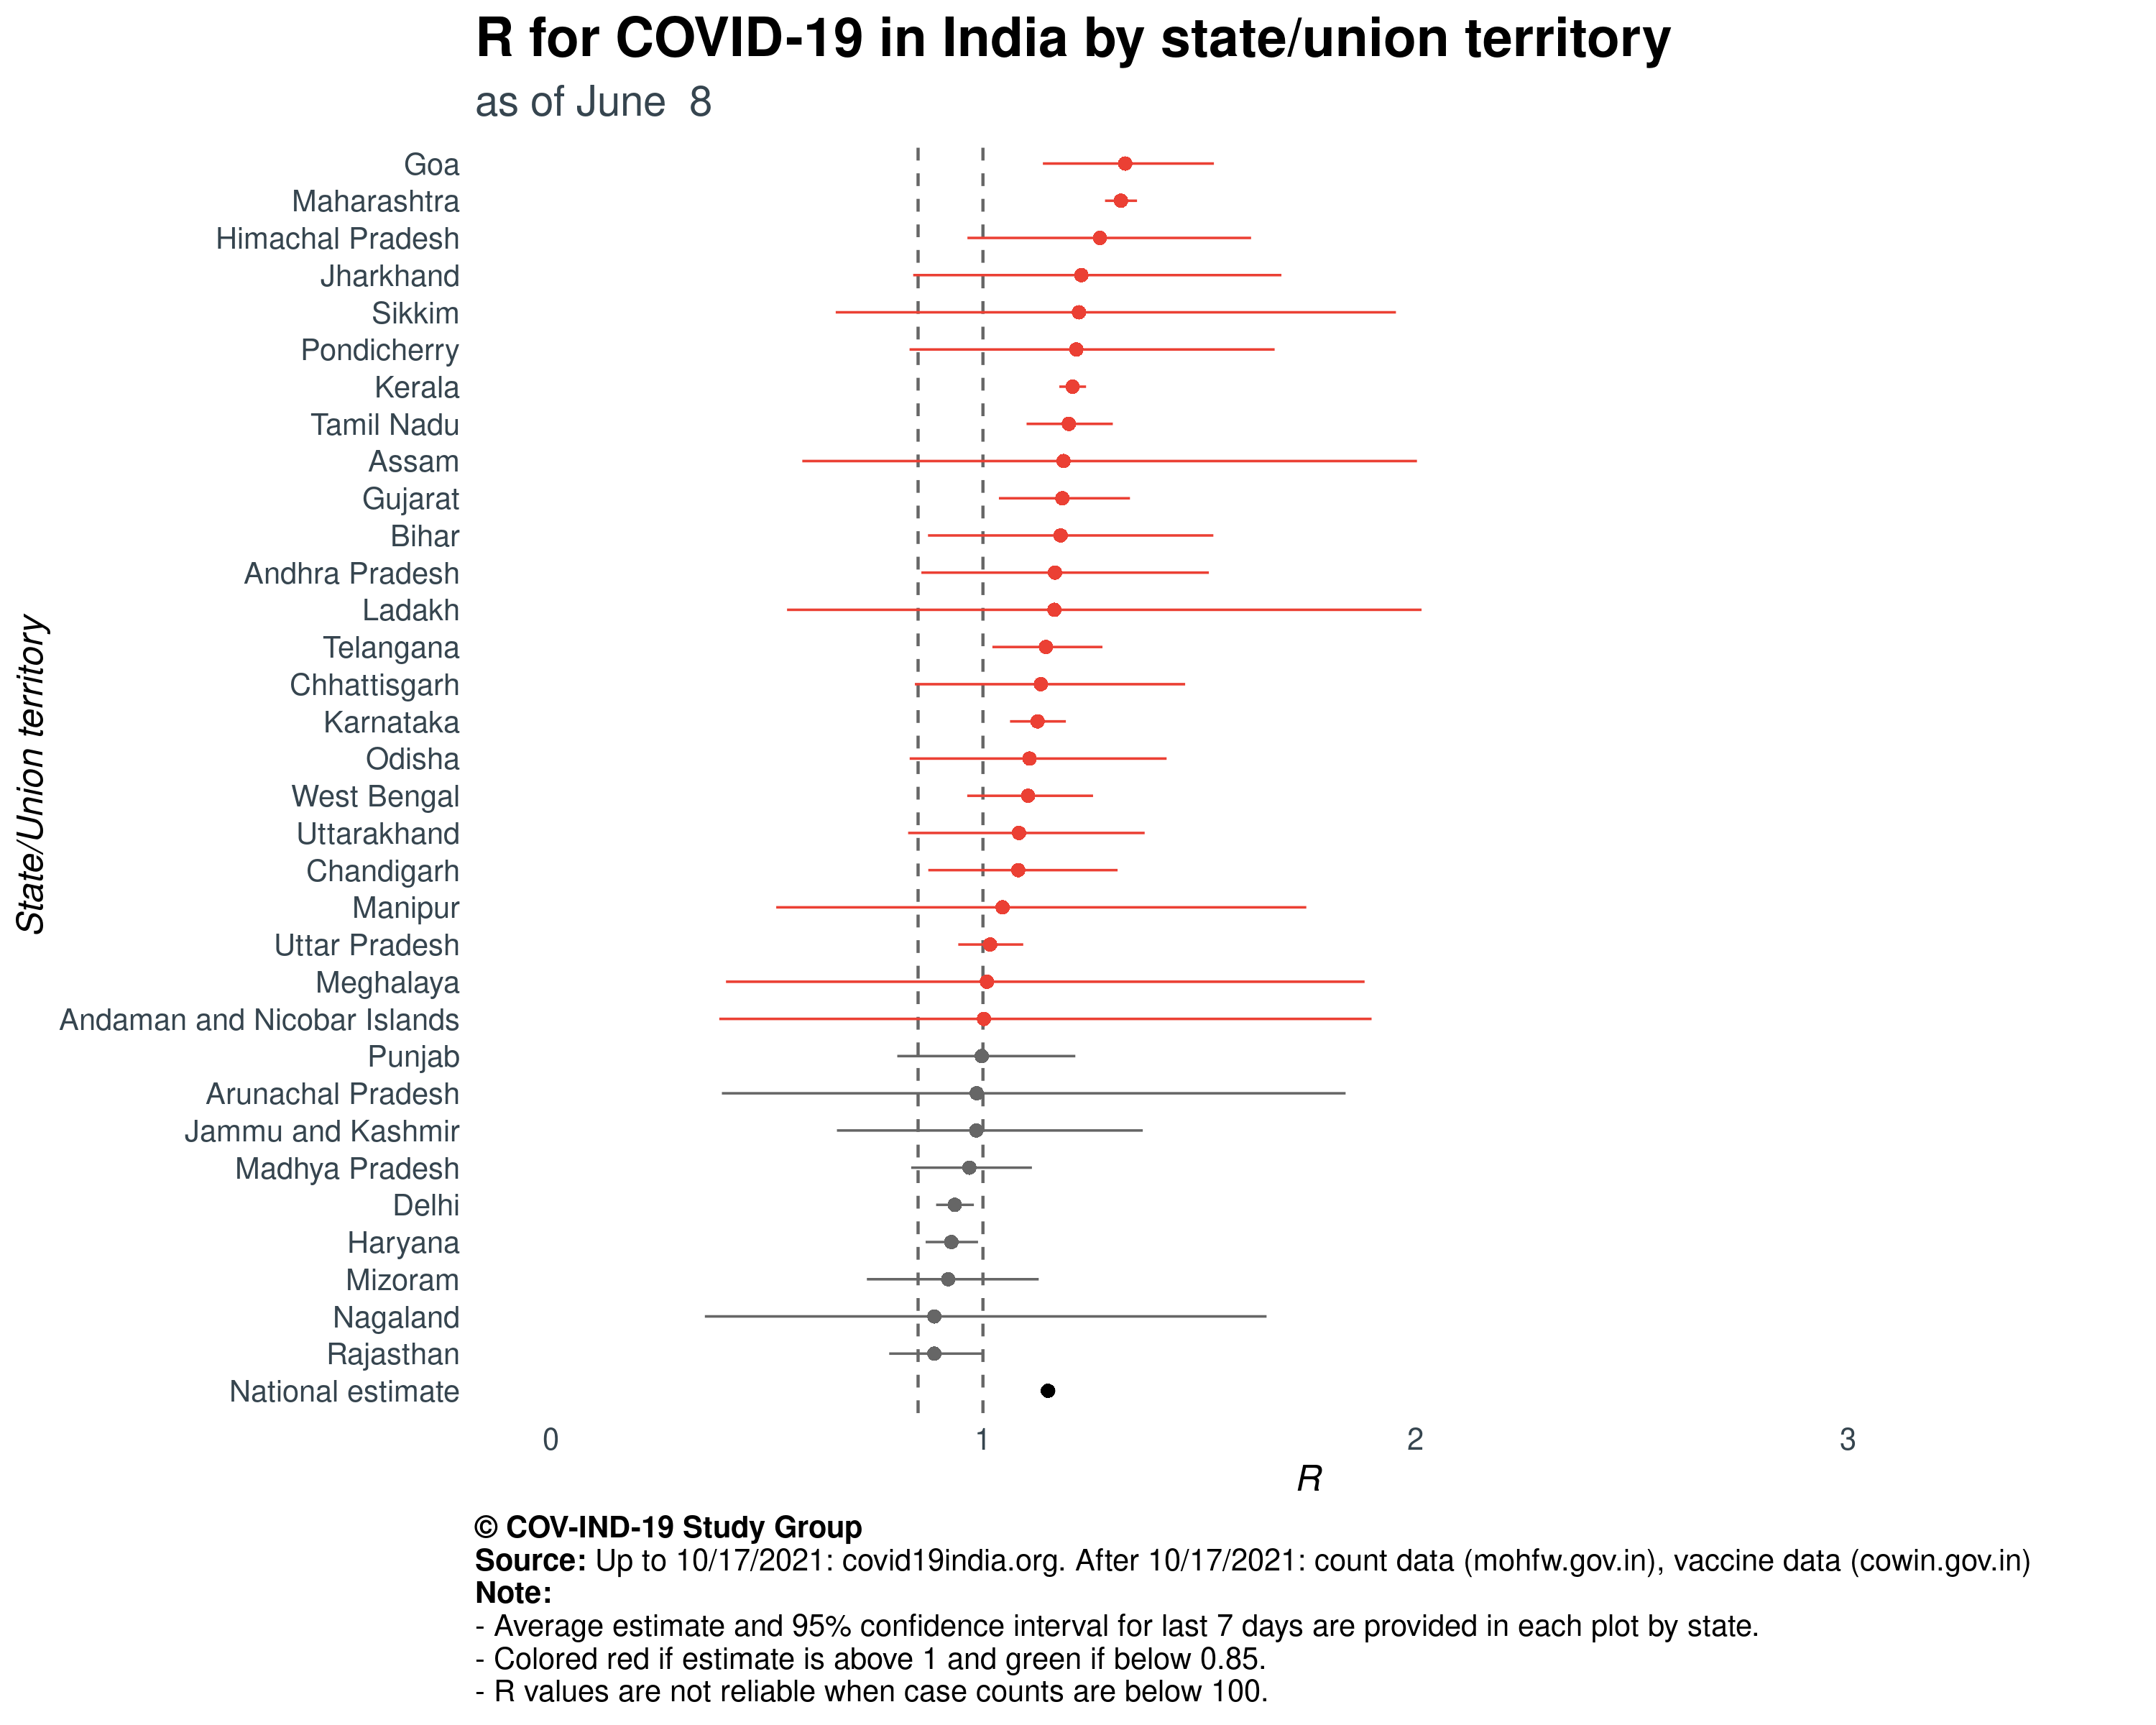 R for COVID-19 in India by state/union territory
as of June  8
State/Union territory
Goa
Maharashtra
Himachal Pradesh
Jharkhand
Sikkim
Pondicherry
Kerala
Tamil Nadu
Assam
Gujarat
Bihar
Andhra Pradesh
Ladakh
Telangana
Chhattisgarh
Karnataka
Odisha
West Bengal
Uttarakhand
Chandigarh
Manipur
Uttar Pradesh
Meghalaya
Andaman and Nicobar Islands
Punjab
Arunachal Pradesh
Jammu and Kashmir
Madhya Pradesh
Delhi
Haryana
Mizoram
Nagaland
Rajasthan
National estimate
0 1 2 3
R
© COV-IND-19 Study Group
Source: Up to 10/17/2021: covid19india.org. After 10/17/2021: count data (mohfw.gov.in), vaccine data (cowin.gov.in)
Note:
- Average estimate and 95% confidence interval for last 7 days are provided in each plot by state.
- Colored red if estimate is above 1 and green if below 0.85.
- R values are not reliable when case counts are below 100.